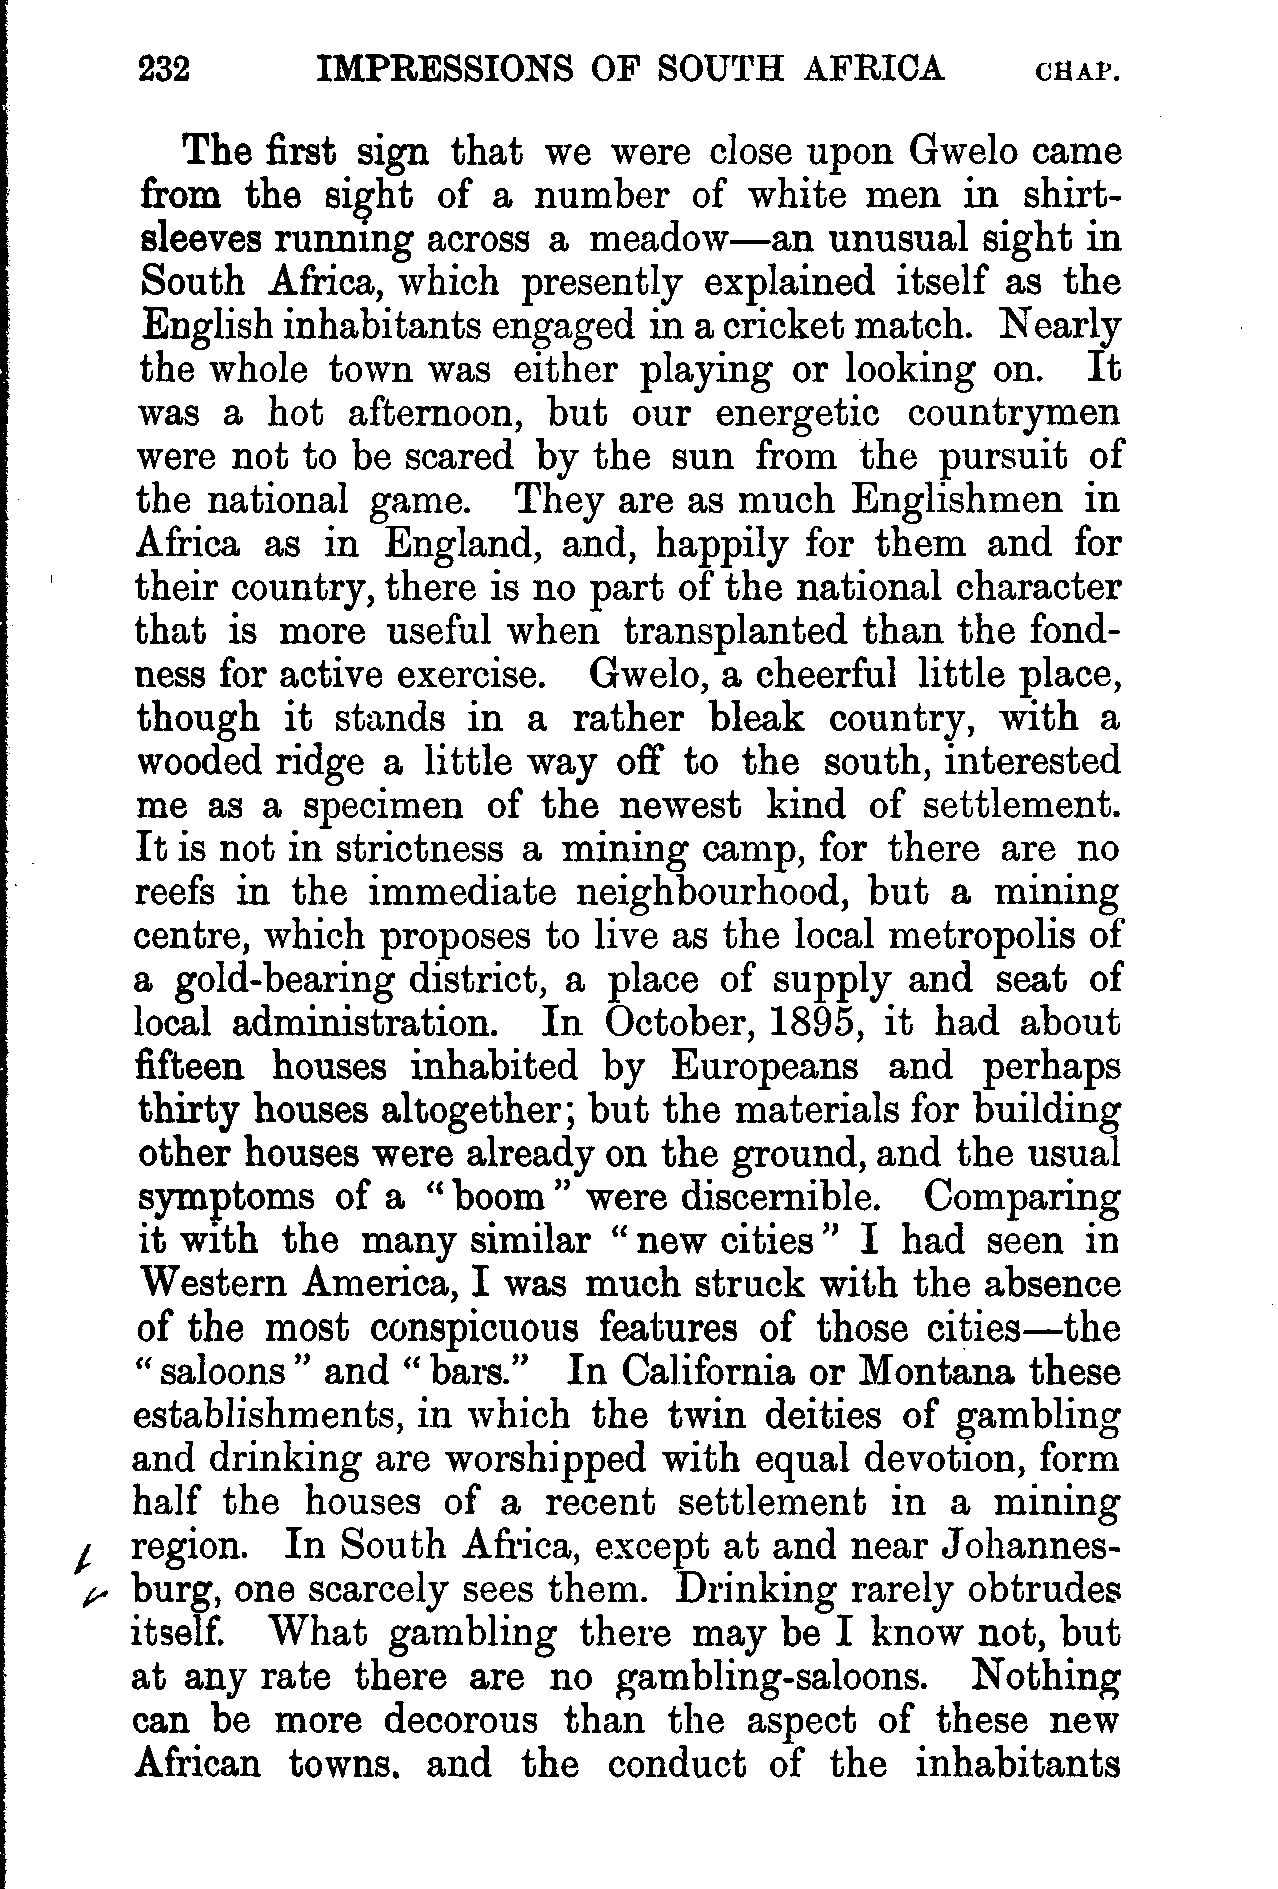 232 IMPRESSIONS OF SOUTH AFRICA CHAP.
The first sign that we were close upon Gwelo came
from the sight of a number of white men in shirt-
sleeves running across a meadow—an unusual sight in
South Africa, which presently explained itself as the
English inhabitants engaged in a cricket match. Nearly
the whole town was either playing or looking on. It
was a hot afternoon, but our energetic countrymen
were not to be scared by the sun from the pursuit of
the national game. They are as much Englishmen in
Africa as in England, and, happily for them and for
their country, there is no part of the national character
that is more useful when transplanted than the fond-
ness for active exercise. Gwelo, a cheerful little place,
though it stands in a rather bleak country, with a
wooded ridge a little way off to the south, interested
me as a specimen of the newest kind of settlement.
It is not in strictness a mining camp, for there are no
reefs in the immediate neighbourhood, but a mining
centre, which proposes to live as the local metropolis of
a gold-bearing district, a place of supply and seat of
local administration. In October, 1895, it had about
fifteen houses inhabited by Europeans and perhaps
thirty houses altogether; but the materials for building
other houses were already on the ground, and the usual
symptoms of a “boom” were discernible. Comparing
it with the many similar “new cities” I had seen in
Western America, I was much struck with the absence
of the most conspicuous features of those cities—the
“saloons” and “bars.” In California or Montana these
establishments, in which the twin deities of gambling
and drinking are worshipped with equal devotion, form
half the houses of a recent settlement in a mining
region. In South Africa, except at and near Johannes-
burg, one scarcely sees them. Drinking rarely obtrudes
itself. What gambling there may be I know not, but
at any rate there are no gambling-saloons. Nothing
can be more decorous than the aspect of these new
African towns. and the conduct of the inhabitants